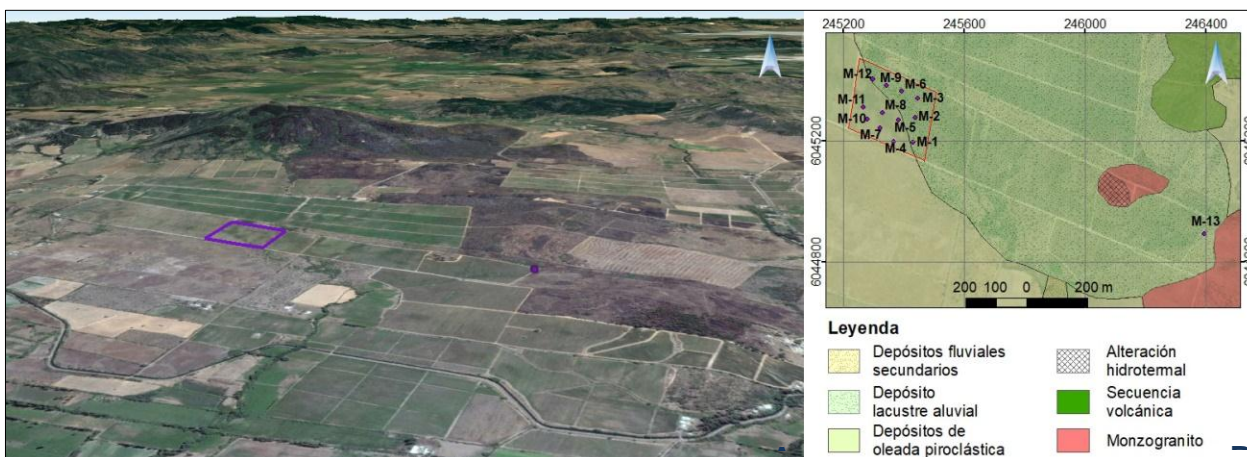 245200 245600 246000 246400
M-12
M-9
M-6
M-3
M-11
M-8
M-2
M-10
M-5
M-7
M-4
M-1
M-13
6045200
6044800
200 100 0 200 m
Leyenda
Depósitos fluviales
secundarios
Depósito
lacustre aluvial
Depósitos de
oleada piroclástica
Alteración
hidrotermal
Secuencia
volcánica
Monzogranito